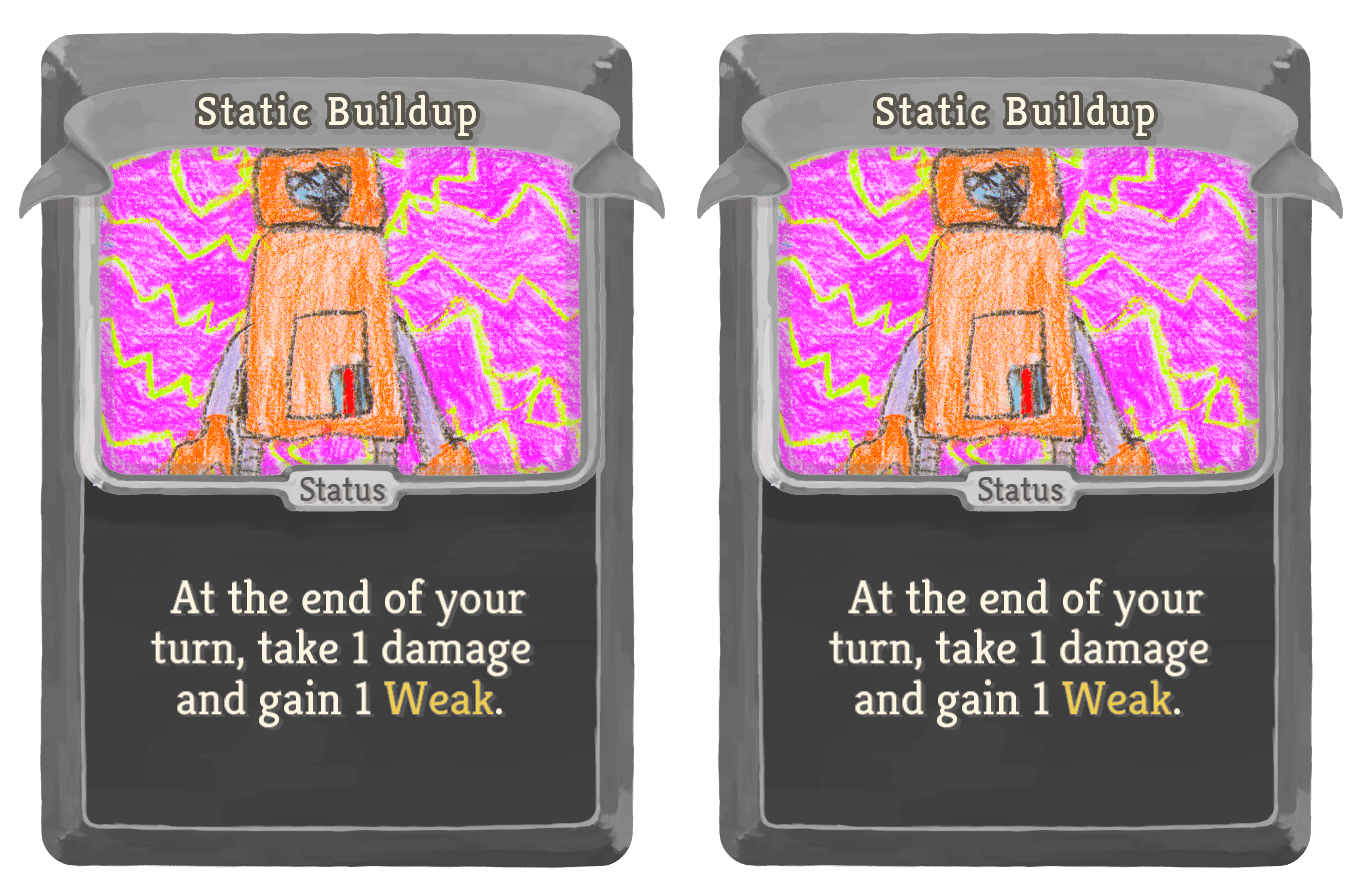 Static Buildup
Status
At the end of your
turn, take 1 damage
and gain 1 Weak.
Static Buildup
Status
At the end of your
turn, take 1 damage
and gain 1 Weak.